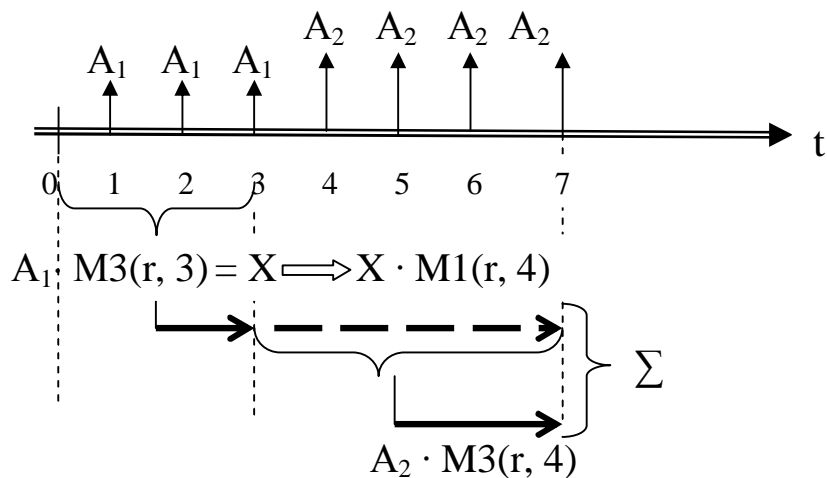 A₂ A₂ A₂ A₂
A₁ A₁ A₁
t
0 1 2 3 4 5 6 7
A₁· M3(r, 3) = X ⟹ X · M1(r, 4)
∑
A₂ · M3(r, 4)